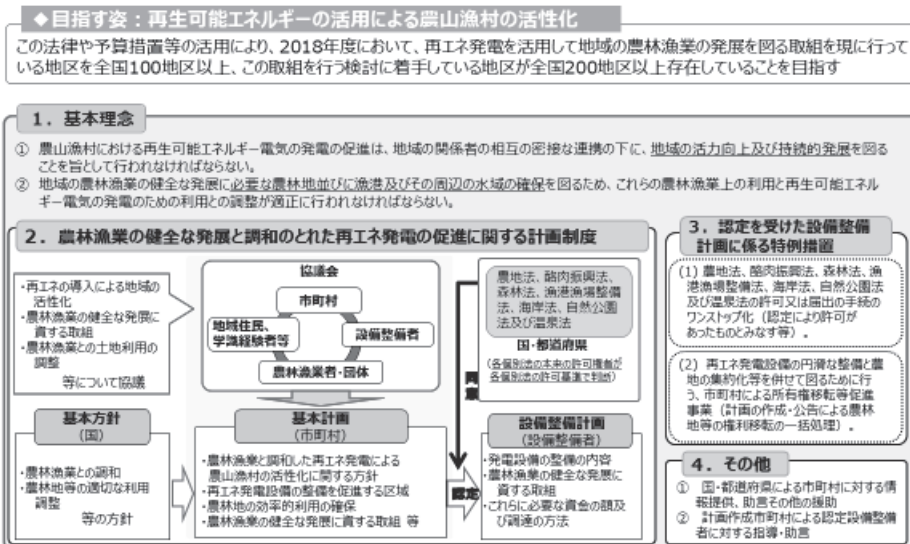 ◆目指す姿：再生可能エネルギーの活用による農山漁村の活性化
この法律や予算措置等の活用により、2018年度において、再エネ発電を活用して地域の農林漁業の発展を図る取組を現に行って
いる地区を全国100地区以上、この取組を行う検討に着手している地区が全国200地区以上存在していることを目指す
1．基本理念
① 農山漁村における再生可能エネルギー電気の発電の促進は、地域の関係者の相互の密接な連携の下に、地域の活力向上及び持続的発展を図る
ことを旨として行われなければならない。
② 地域の農林漁業の健全な発展に必要な農林地並びに漁港及びその周辺の水域の確保を図るため、これらの農林漁業上の利用と再生可能エネル
ギー電気の発電のための利用との調整が適正に行われなければならない。
2．農林漁業の健全な発展と調和のとれた再エネ発電の促進に関する計画制度
・再エネの導入による地域の
活性化
・農林漁業の健全な発展に
資する取組
・農林漁業との土地利用の
調整
等について協議
協議会
市町村
地域住民、
学識経験者等
設備整備者
農林漁業者・団体
農地法、酪肉振興法、
森林法、漁港漁場整備
法、海岸法、自然公園
法及び温泉法
国・都道府県
（各個別法の本来の許可権者が
各個別法の許可基準で判断）
同意
基本方針
（国）
・農林漁業との調和
・農林地等の適切な利用
調整
等の方針
基本計画
（市町村）
・農林漁業と調和した再エネ発電による
農山漁村の活性化に関する方針
・再エネ発電設備の整備を促進する区域
・農林地の効率的利用の確保
・農林漁業の健全な発展に資する取組 等
認定
設備整備計画
（設備整備者）
・発電設備の整備の内容
・農林漁業の健全な発展に
資する取組
・これらに必要な資金の額及
び調達の方法
3．認定を受けた設備整備
計画に係る特例措置
(1) 農地法、酪肉振興法、森林法、漁
港漁場整備法、海岸法、自然公園法
及び温泉法の許可又は届出の手続の
ワンストップ化（認定により許可が
あったものとみなす等）。
(2) 再エネ発電設備の円滑な整備と農
地の集約化等を併せて図るために行
う、市町村による所有権移転等促進
事業（計画の作成・公告による農林
地等の権利移転の一括処理）。
4．その他
① 国・都道府県による市町村に対する情
報提供、助言その他の援助
② 計画作成市町村による認定設備整備
者に対する指導・助言